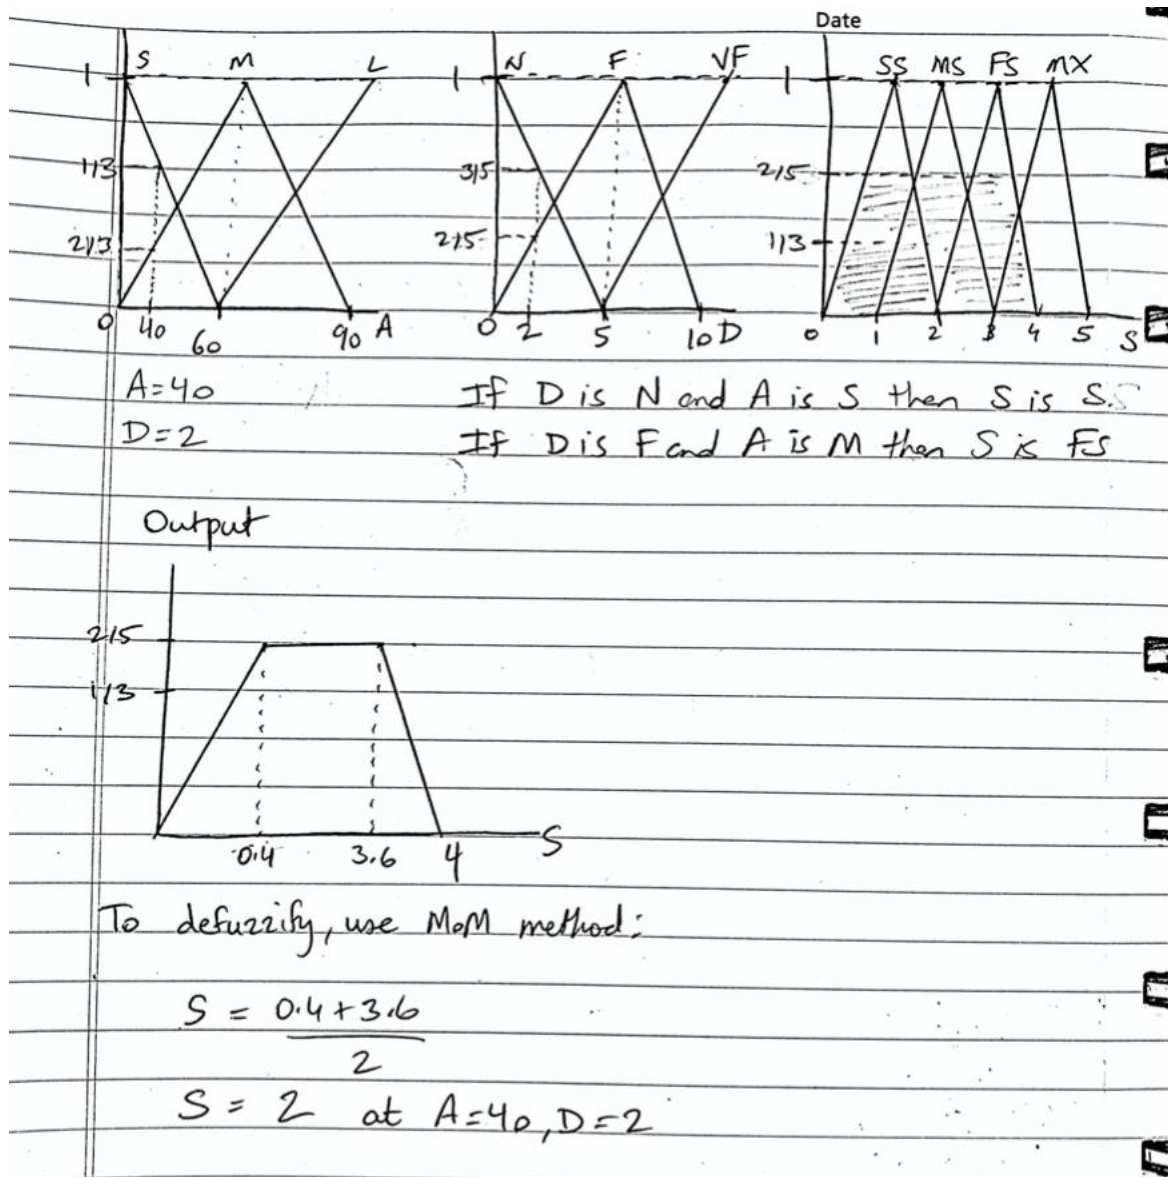 Date
S M L
N F VF
SS MS FS MX
1 1 1
1/3 3/5 2/5
2/3 2/5 1/3
0 40 60 90 A
0 2 5 10 D
0 1 2 3 4 5 S
A=40 If D is N and A is S then S is S.S
D=2 If D is F and A is M then S is FS
Output
2/5
1/3
0.4 3.6 4 S
To defuzzify, use MoM method:
S = 0.4+3.6
2
S = 2 at A=40, D=2